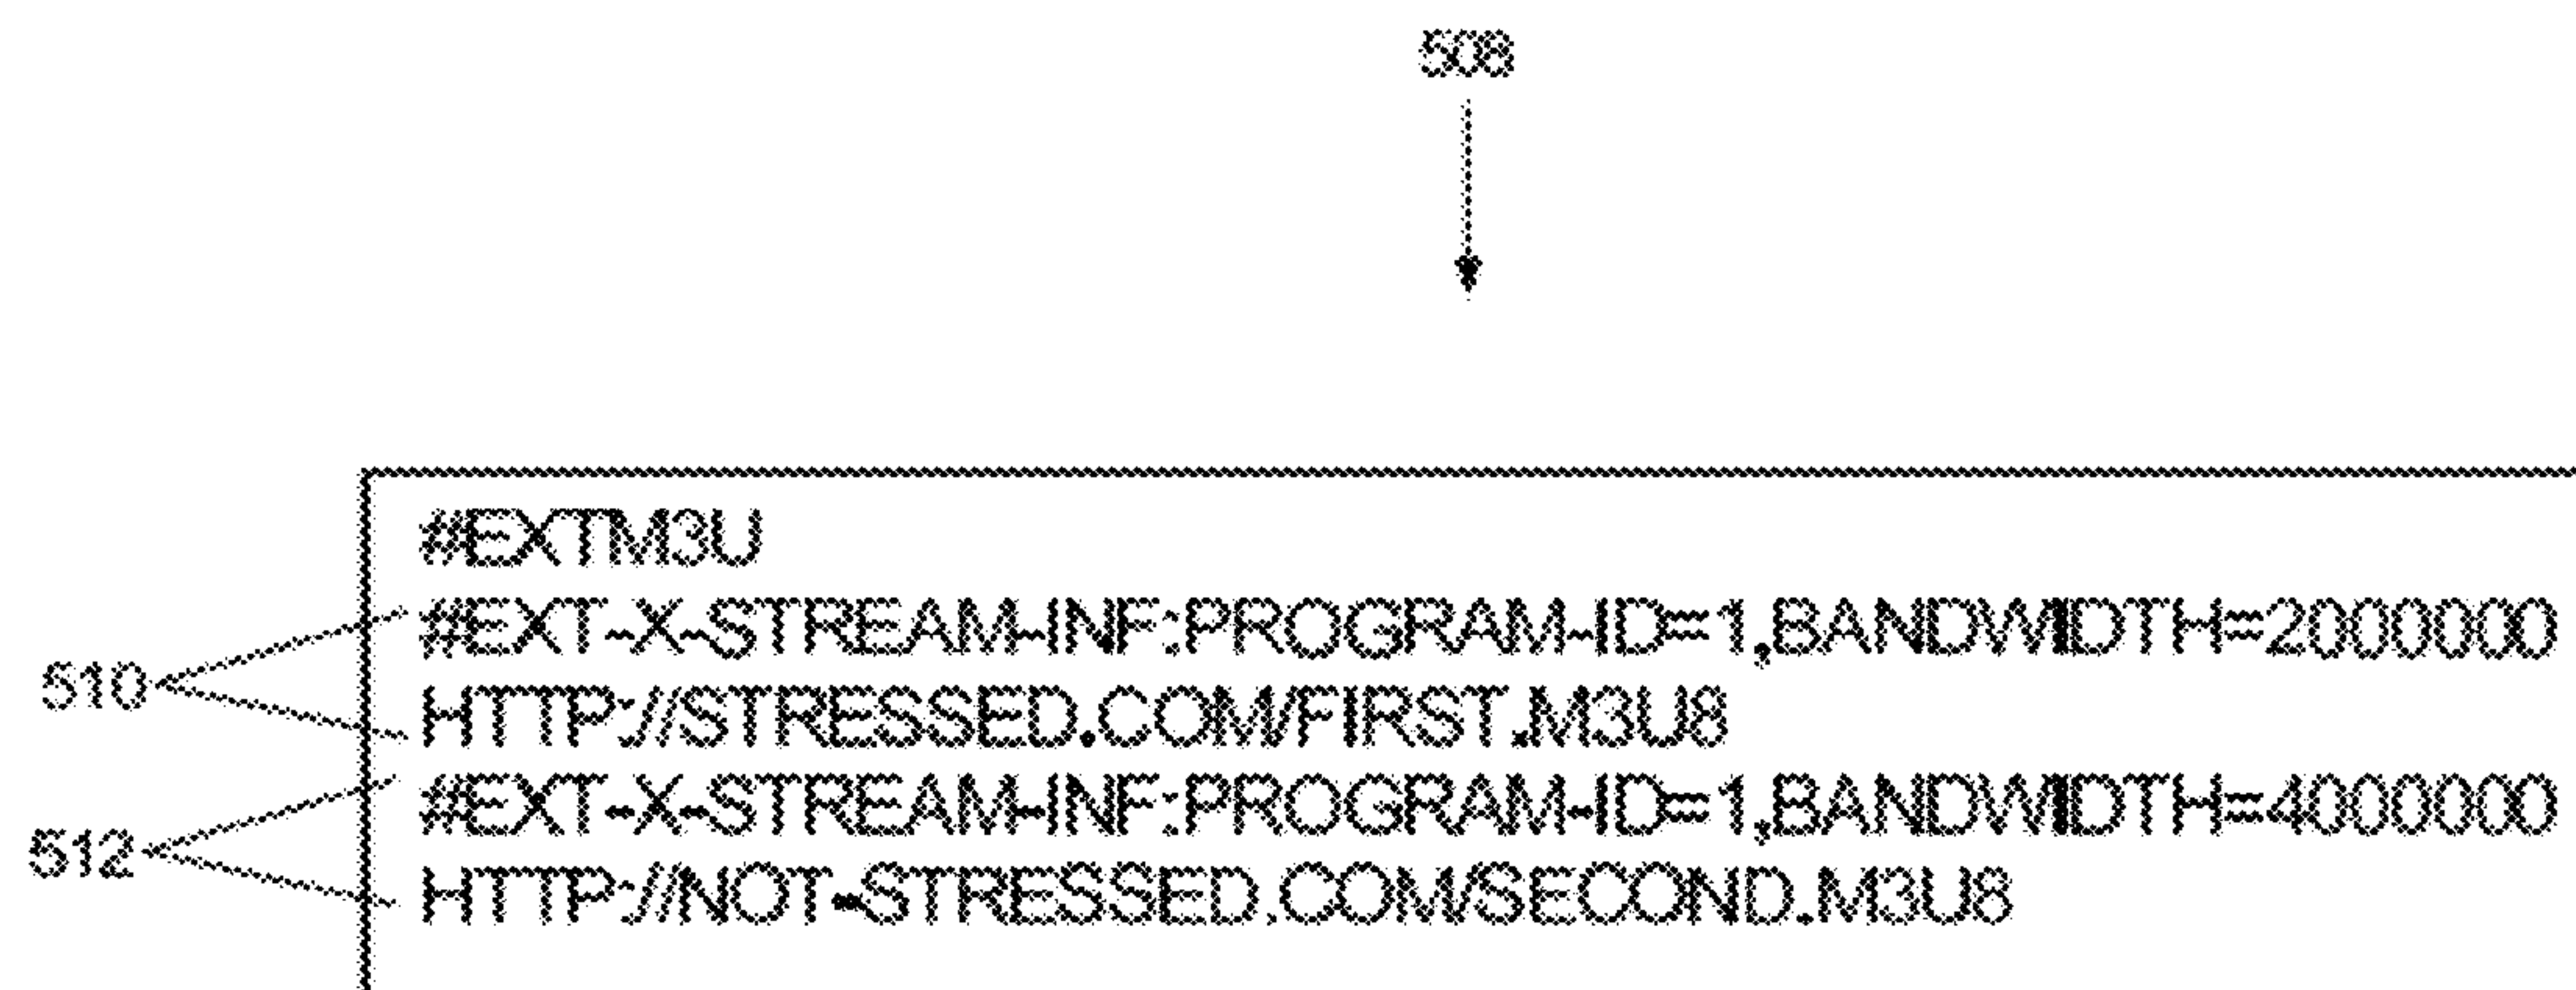 508
#EXTM3U
#EXT-X-STREAM-INF:PROGRAM-ID=1,BANDWIDTH=2000000
510
HTTP://STRESSED.COM/FIRST.M3U8
#EXT-X-STREAM-INF:PROGRAM-ID=1,BANDWIDTH=4000000
512
HTTP://NOT-STRESSED.COM/SECOND.M3U8